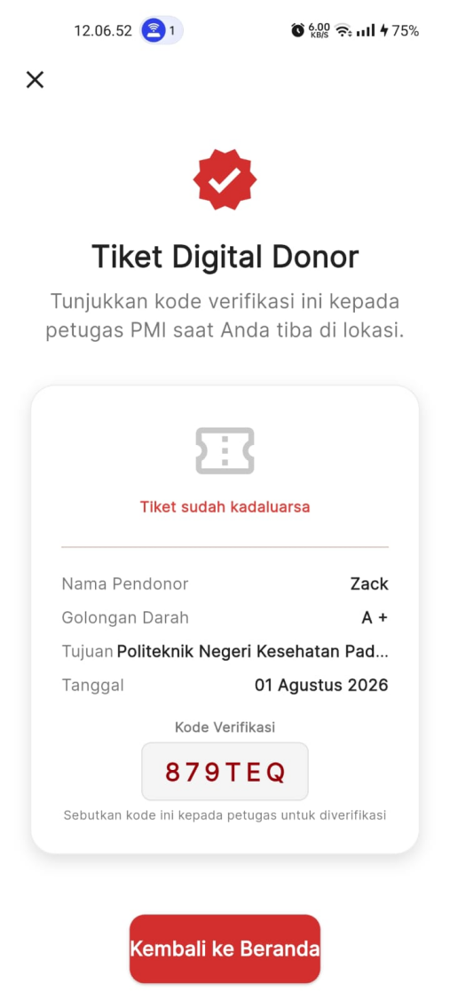 12.06.52 1 6.00 KB/S 75%
Tiket Digital Donor
Tunjukkan kode verifikasi ini kepada
petugas PMI saat Anda tiba di lokasi.
Tiket sudah kadaluarsa
Nama Pendonor Zack
Golongan Darah A +
Tujuan Politeknik Negeri Kesehatan Pad...
Tanggal 01 Agustus 2026
Kode Verifikasi
879TEQ
Sebutkan kode ini kepada petugas untuk diverifikasi
Kembali ke Beranda